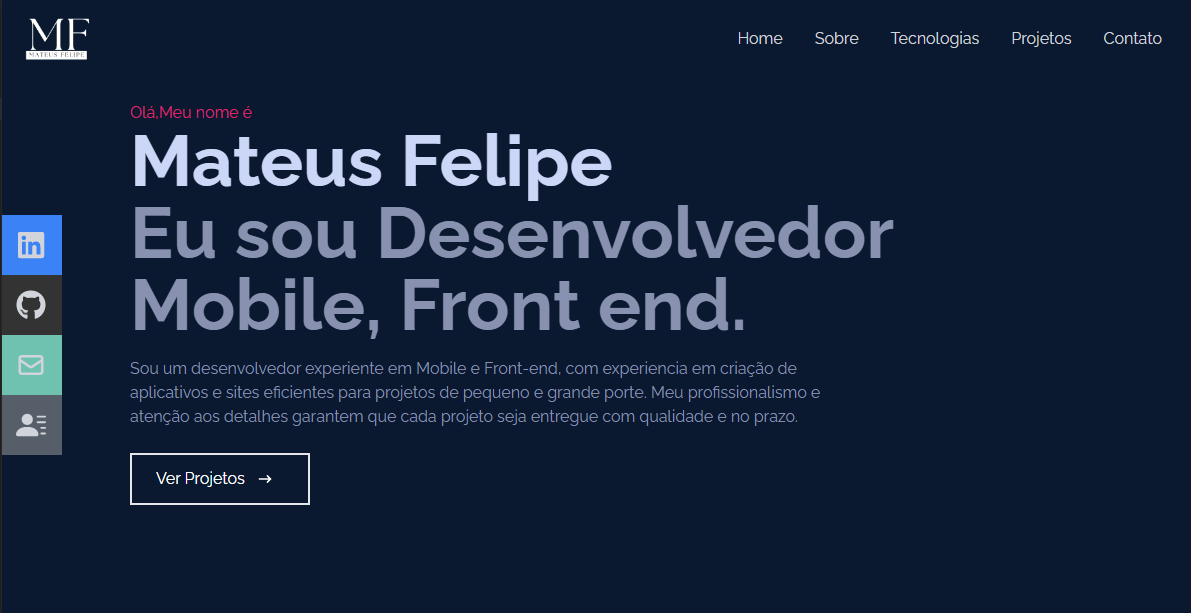 MF
MATEUS FELIPE
Home Sobre Tecnologias Projetos Contato
Olá,Meu nome é
Mateus Felipe
Eu sou Desenvolvedor
Mobile, Front end.
in
Sou um desenvolvedor experiente em Mobile e Front-end, com experiencia em criação de
aplicativos e sites eficientes para projetos de pequeno e grande porte. Meu profissionalismo e
atenção aos detalhes garantem que cada projeto seja entregue com qualidade e no prazo.
Ver Projetos →